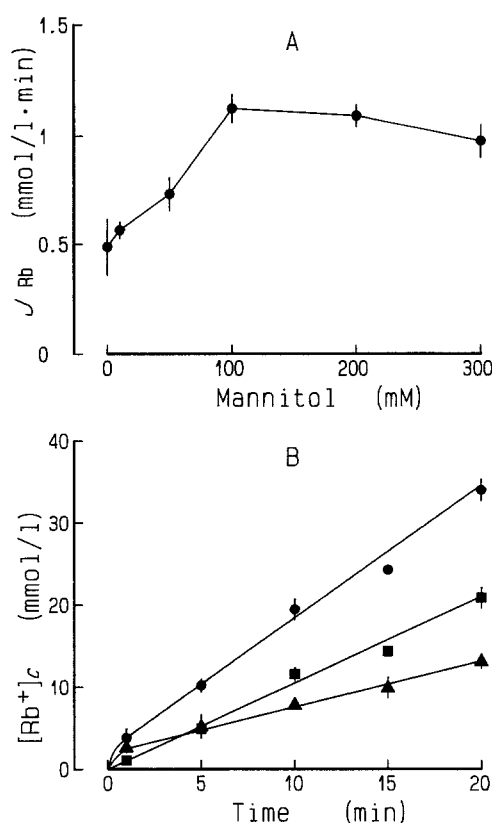 A
J Rb (mmol/l·min)
1.5
1
0.5
0
0 100 200 300
Mannitol (mM)
B
[Rb+]c (mmol/l)
40
30
20
10
0
0 5 10 15 20
Time (min)